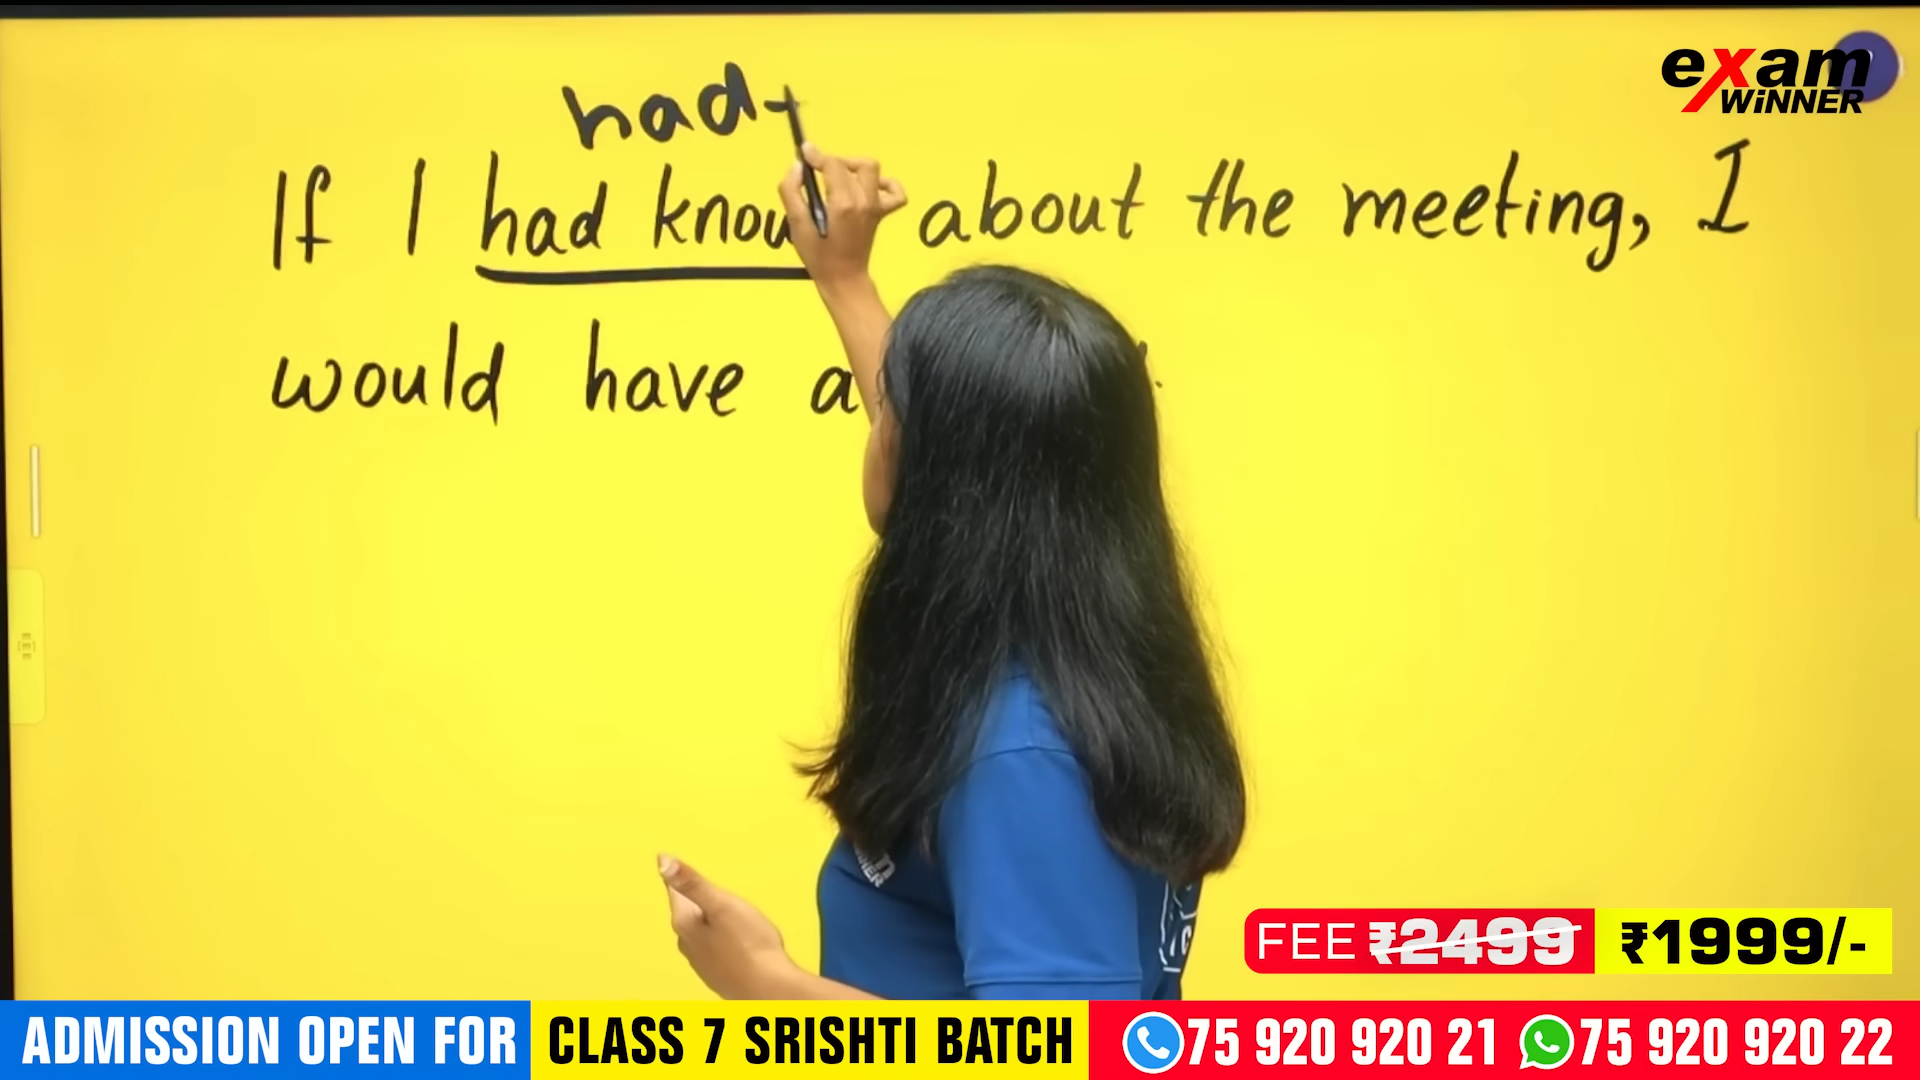 exam
WiNNER
had+
If I had know about the meeting, I
would have a
FEE ₹2499 ₹1999/-
ADMISSION OPEN FOR CLASS 7 SRISHTI BATCH 75 920 920 21 75 920 920 22